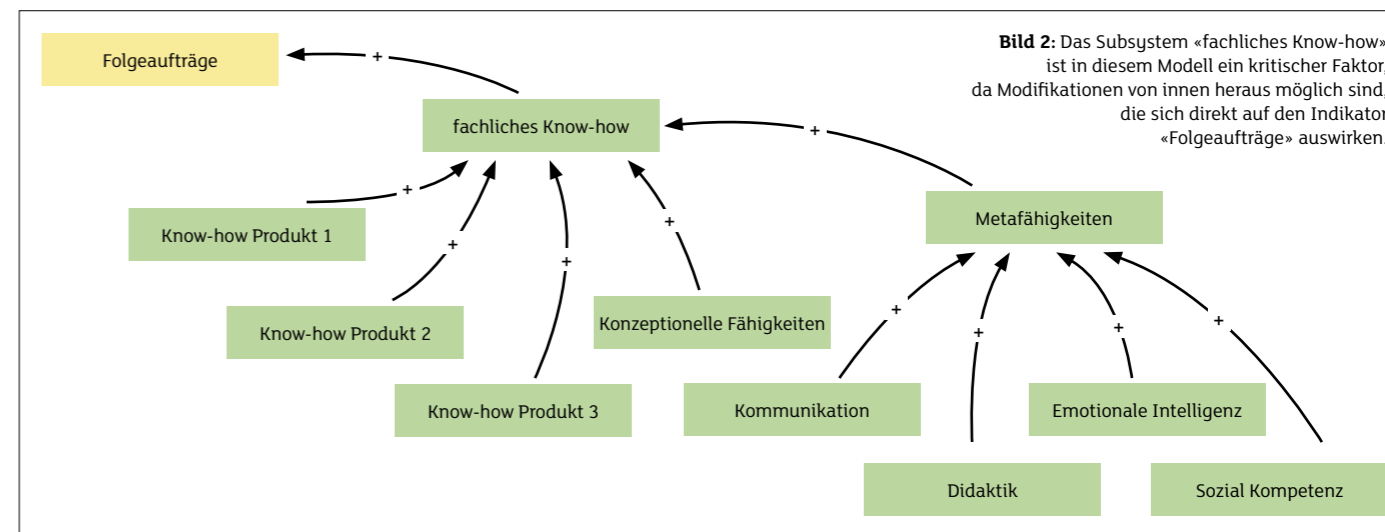 Folgeaufträge
+
Bild 2: Das Subsystem «fachliches Know-how»
ist in diesem Modell ein kritischer Faktor,
da Modifikationen von innen heraus möglich sind,
die sich direkt auf den Indikator
«Folgeaufträge» auswirken.
fachliches Know-how
+
+
Know-how Produkt 1
+
Metafähigkeiten
+
+
Know-how Produkt 2
Konzeptionelle Fähigkeiten
+
+
+
+
Know-how Produkt 3
Kommunikation
Emotionale Intelligenz
Didaktik
Sozial Kompetenz